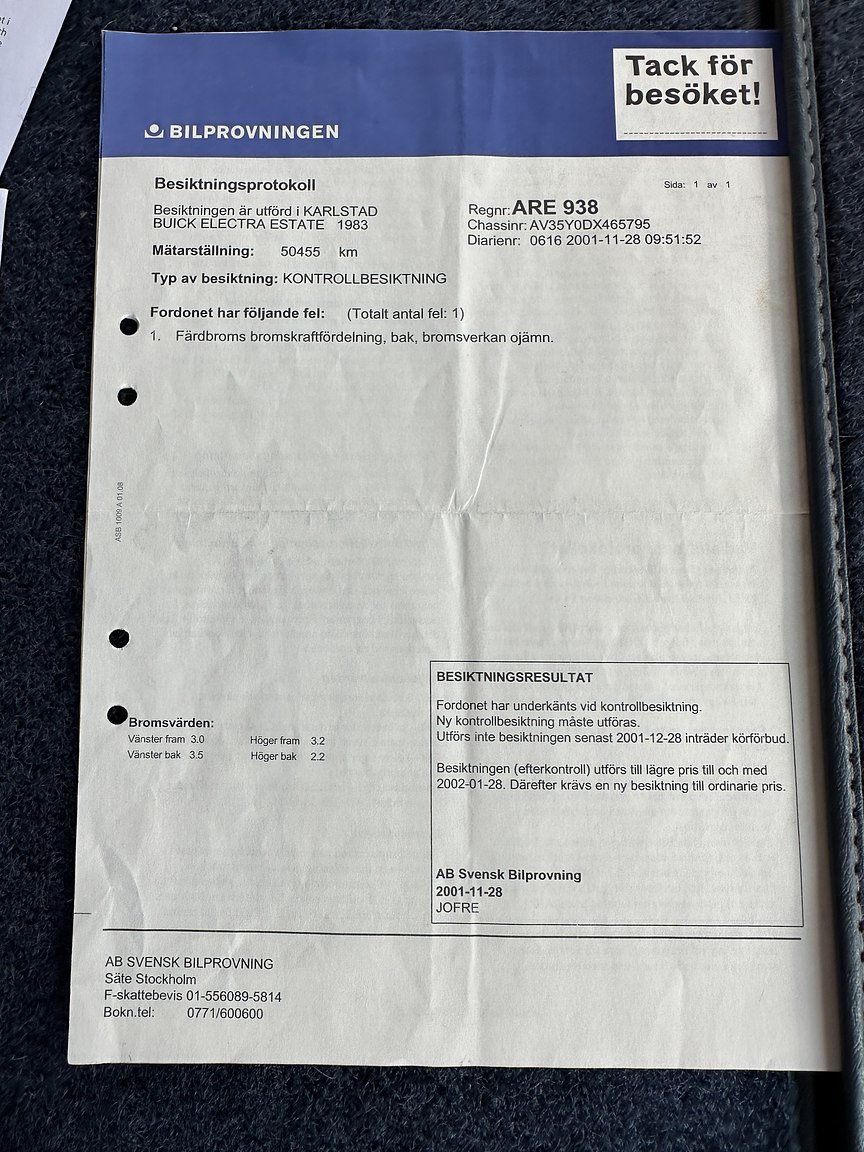 Tack för
besöket!
BILPROVNINGEN
Besiktningsprotokoll
Sida: 1 av 1
Besiktningen är utförd i KARLSTAD
BUICK ELECTRA ESTATE 1983
Regnr: ARE 938
Chassinr: AV35Y0DX465795
Diarienr: 0616 2001-11-28 09:51:52
Mätarställning: 50455 km
Typ av besiktning: KONTROLLBESIKTNING
Fordonet har följande fel: (Totalt antal fel: 1)
1. Färdbroms bromskraftfördelning, bak, bromsverkan ojämn.
ASB 1009 A 01.08
Bromsvärden:
Vänster fram 3.0 Höger fram 3.2
Vänster bak 3.5 Höger bak 2.2
BESIKTNINGSRESULTAT
Fordonet har underkänts vid kontrollbesiktning.
Ny kontrollbesiktning måste utföras.
Utförs inte besiktningen senast 2001-12-28 inträder körförbud.
Besiktningen (efterkontroll) utförs till lägre pris till och med
2002-01-28. Därefter krävs en ny besiktning till ordinarie pris.
AB Svensk Bilprovning
2001-11-28
JOFRE
AB SVENSK BILPROVNING
Säte Stockholm
F-skattebevis 01-556089-5814
Bokn.tel: 0771/600600